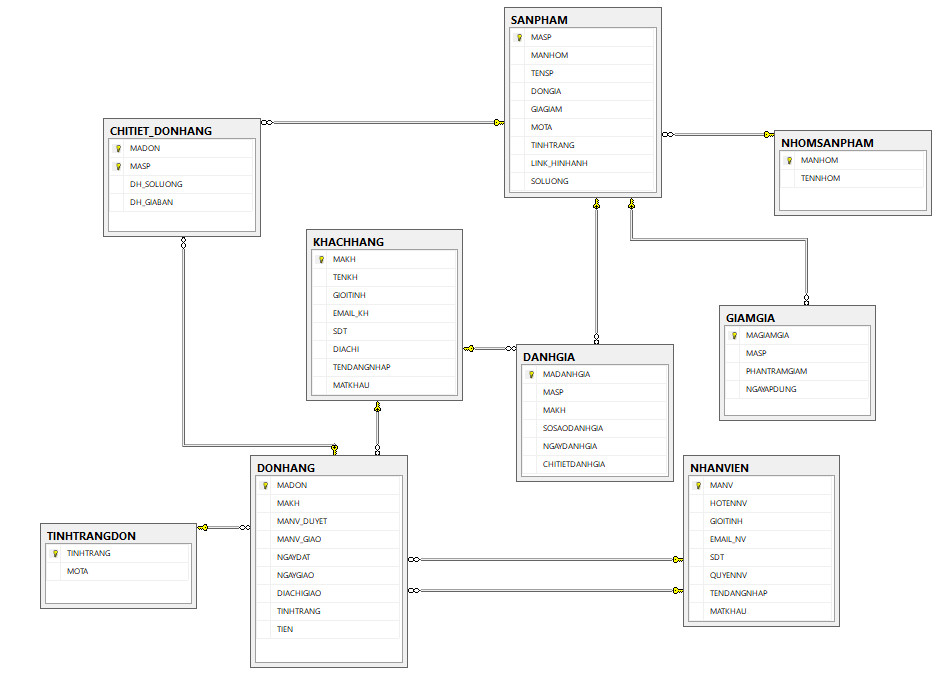 SANPHAM
MASP
MANHOM
TENSP
DONGIA
GIAGIAM
MOTA
TINHTRANG
LINK_HINHANH
SOLUONG
CHITIET_DONHANG
MADON
MASP
DH_SOLUONG
DH_GIABAN
NHOMSANPHAM
MANHOM
TENNHOM
KHACHHANG
MAKH
TENKH
GIOITINH
EMAIL_KH
SDT
DIACHI
TENDANGNHAP
MATKHAU
GIAMGIA
MAGIAMGIA
MASP
PHANTRAMGIAM
NGAYAPDUNG
DANHGIA
MADANHGIA
MASP
MAKH
SOSAODANHGIA
NGAYDANHGIA
CHITIETDANHGIA
DONHANG
MADON
MAKH
MANV_DUYET
MANV_GIAO
NGAYDAT
NGAYGIAO
DIACHIGIAO
TINHTRANG
TIEN
NHANVIEN
MANV
HOTENNV
GIOITINH
EMAIL_NV
SDT
QUYENNV
TENDANGNHAP
MATKHAU
TINHTRANGDON
TINHTRANG
MOTA